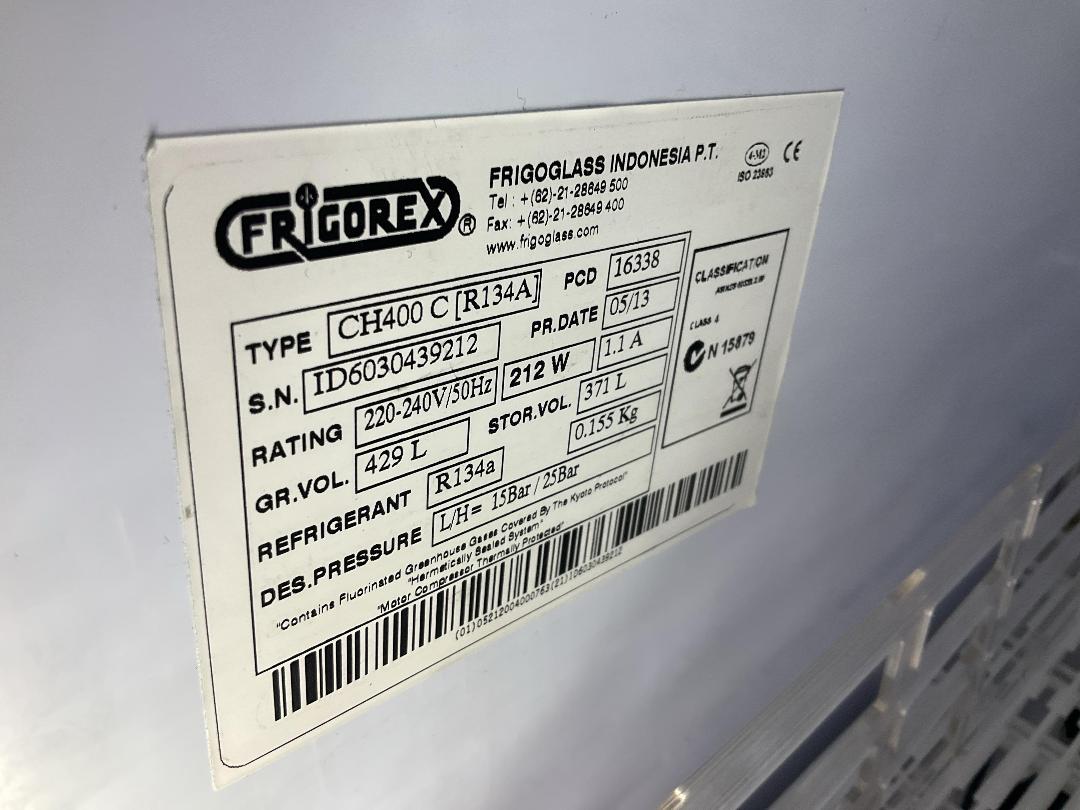 FRIGOREX®
FRIGOGLASS INDONESIA P.T.
Tel : +(62)-21-28649 500
Fax: +(62)-21-28649 400
www.frigoglass.com
4-M2
ISO 23953
CE
TYPE CH400 C [R134A] PCD 16338
S.N. ID6030439212 PR.DATE 05/13
RATING 220-240V/50Hz 212 W 1.1 A
GR.VOL. 429 L STOR.VOL. 371 L
REFRIGERANT R134a 0.155 Kg
DES.PRESSURE L/H= 15Bar / 25Bar
"Contains Fluorinated Greenhouse Gases Covered By The Kyoto Protocol"
"Hermetically Sealed System"
"Motor Compressor Thermally Protected"
CLASSIFICATION
CLASS 4
N 15879
(01)05212004000763(21)ID6030439212